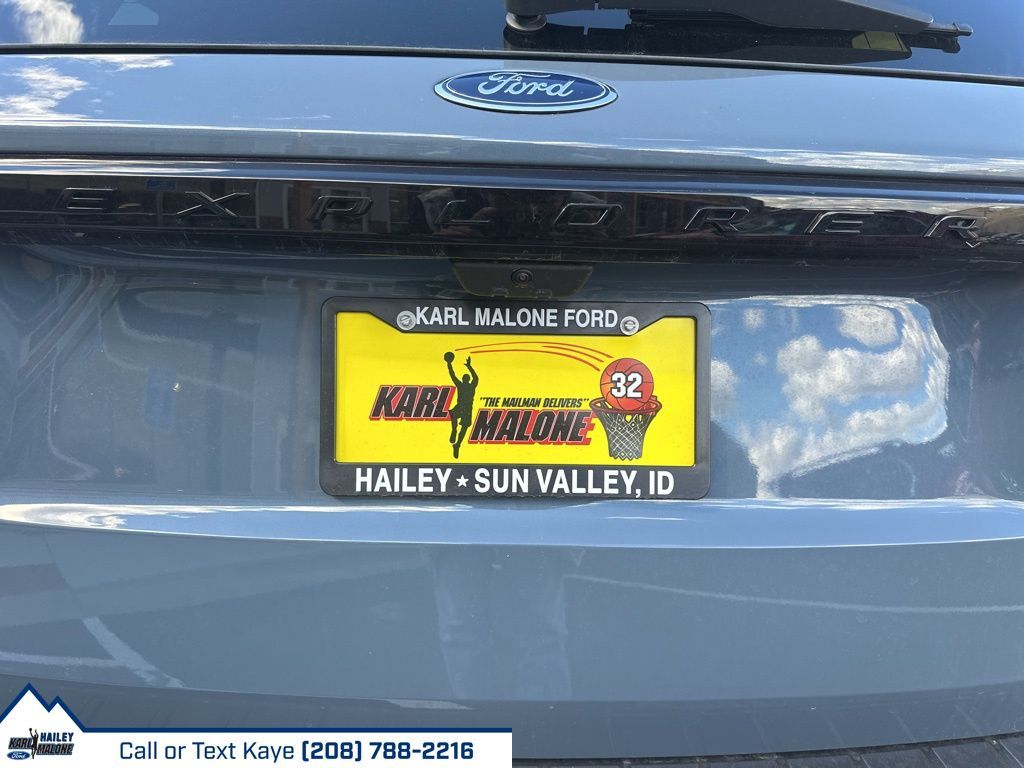 Ford
EXPLORER
KARL MALONE FORD
32
"THE MAILMAN DELIVERS"
KARL
MALONE
HAILEY ★ SUN VALLEY, ID
HAILEY
KARL MALONE
Ford
Call or Text Kaye (208) 788-2216